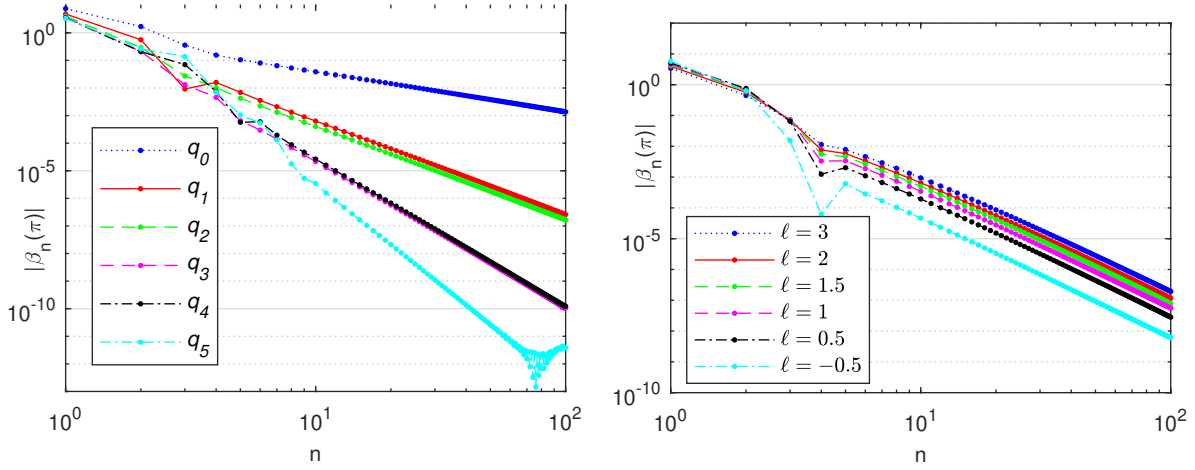 10^0
10^-5
10^-10
|β_n(π)|
q_0
q_1
q_2
q_3
q_4
q_5
10^0
10^1
10^2
n
10^0
10^-5
10^-10
|β_n(π)|
ℓ = 3
ℓ = 2
ℓ = 1.5
ℓ = 1
ℓ = 0.5
ℓ = −0.5
10^0
10^1
10^2
n